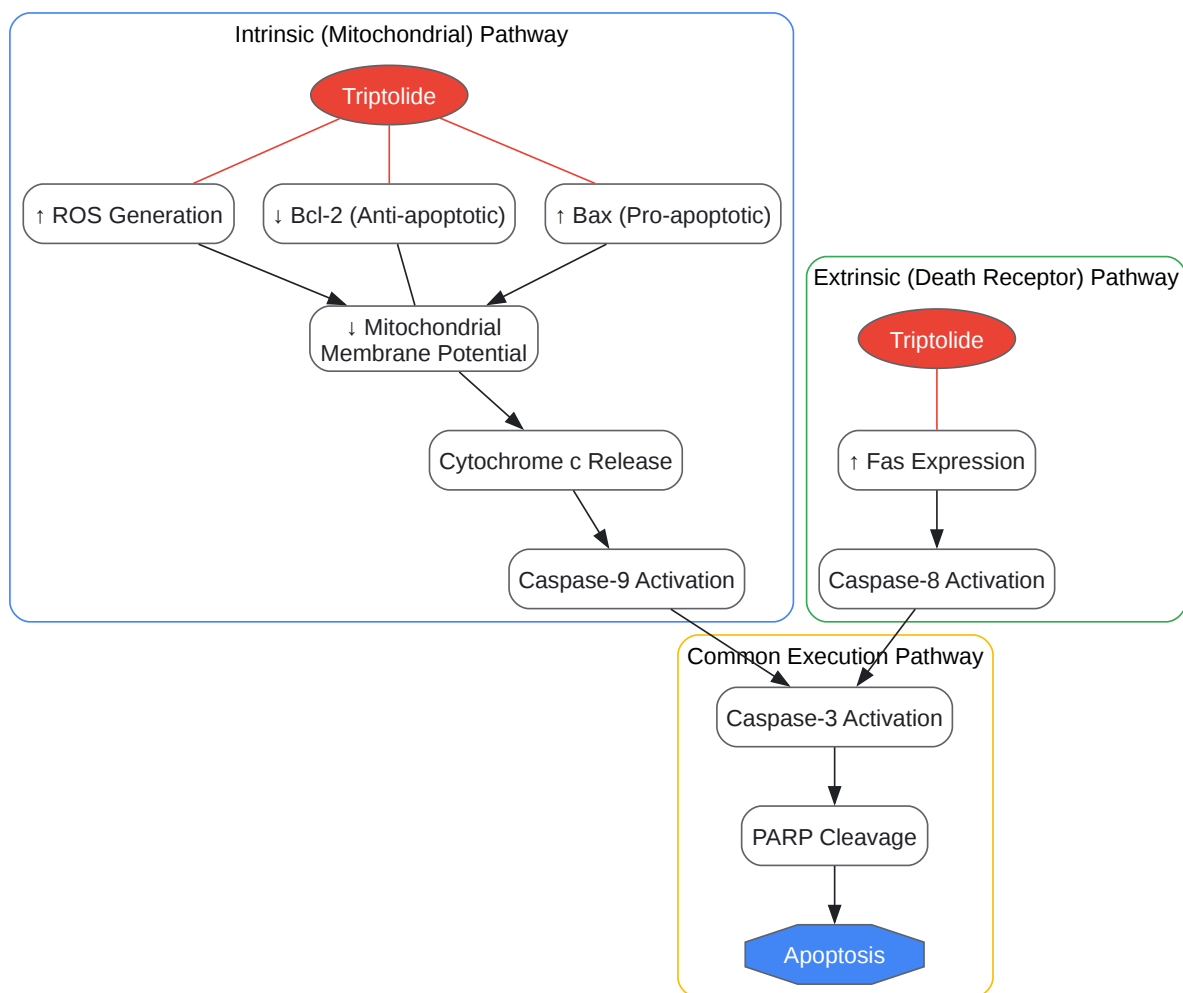 Intrinsic (Mitochondrial) Pathway
Triptolide
↑ ROS Generation
↓ Bcl-2 (Anti-apoptotic)
↑ Bax (Pro-apoptotic)
↓ Mitochondrial
Membrane Potential
Cytochrome c Release
Caspase-9 Activation
Extrinsic (Death Receptor) Pathway
Triptolide
↑ Fas Expression
Caspase-8 Activation
Common Execution Pathway
Caspase-3 Activation
PARP Cleavage
Apoptosis